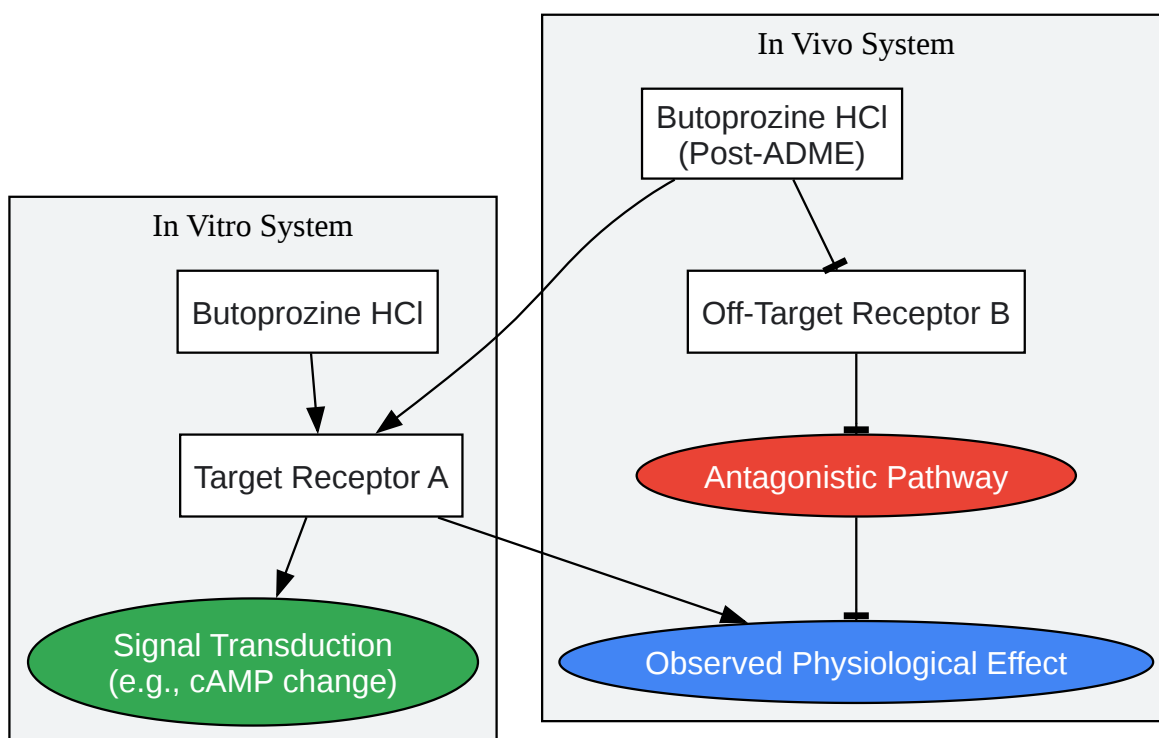 In Vivo System
Butoprozine HCl
(Post-ADME)
In Vitro System
Butoprozine HCl
Off-Target Receptor B
Target Receptor A
Antagonistic Pathway
Signal Transduction
(e.g., cAMP change)
Observed Physiological Effect